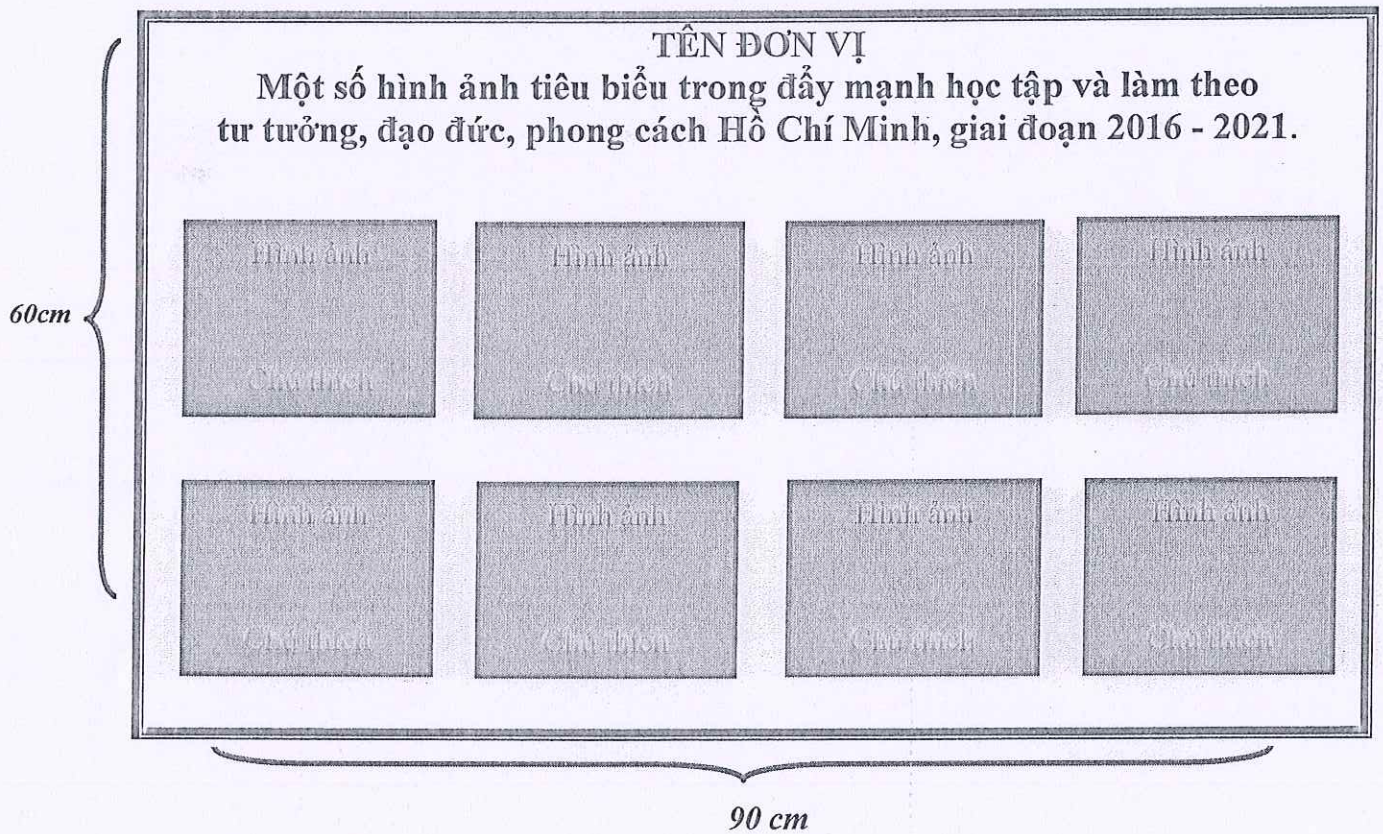 TÊN ĐƠN VỊ
Một số hình ảnh tiêu biểu trong đẩy mạnh học tập và làm theo
tư tưởng, đạo đức, phong cách Hồ Chí Minh, giai đoạn 2016 - 2021.
60cm
Hình ảnh Hình ảnh Hình ảnh Hình ảnh
Chú thích Chú thích Chú thích Chú thích
Hình ảnh Hình ảnh Hình ảnh Hình ảnh
Chú thích Chú thích Chú thích Chú thích
90 cm